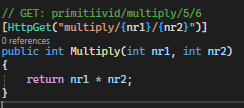 // GET: primitiivid/multiply/5/6
[HttpGet("multiply/{nr1}/{nr2}")]
0 references
public int Multiply(int nr1, int nr2)
{
return nr1 * nr2;
}